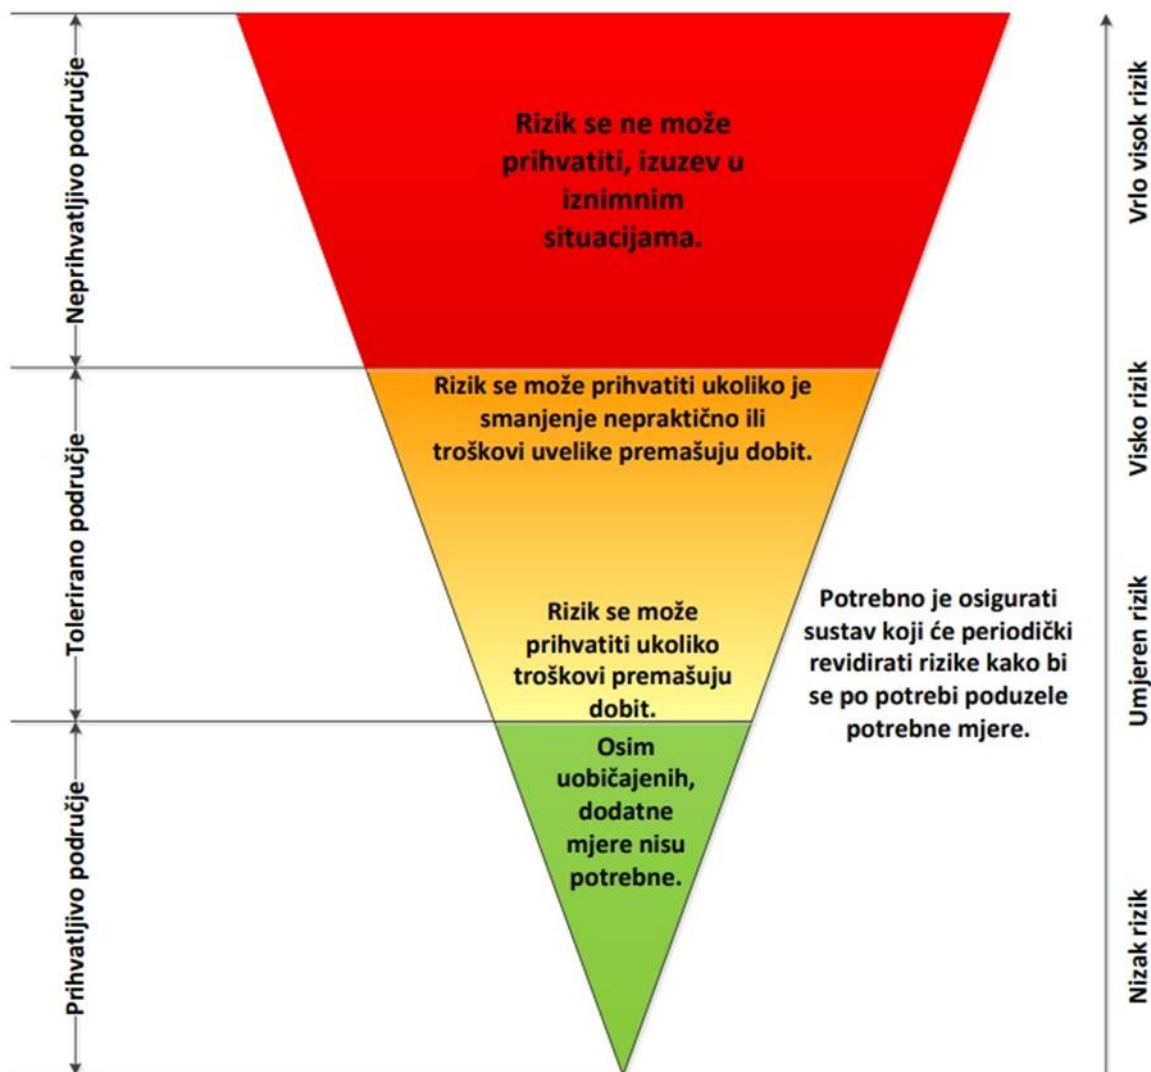 Neprihvatljivo područje
Rizik se ne može
prihvatiti, izuzev u
iznimnim
situacijama.
Vrlo visok rizik
Tolerirano područje
Rizik se može prihvatiti ukoliko je
smanjenje nepraktično ili
troškovi uvelike premašuju dobit.
Visko rizik
Rizik se može
prihvatiti ukoliko
troškovi premašuju
dobit.
Potrebno je osigurati
sustav koji će periodički
revidirati rizike kako bi
se po potrebi poduzele
potrebne mjere.
Umjeren rizik
Prihvatljivo područje
Osim
uobičajenih,
dodatne
mjere nisu
potrebne.
Nizak rizik